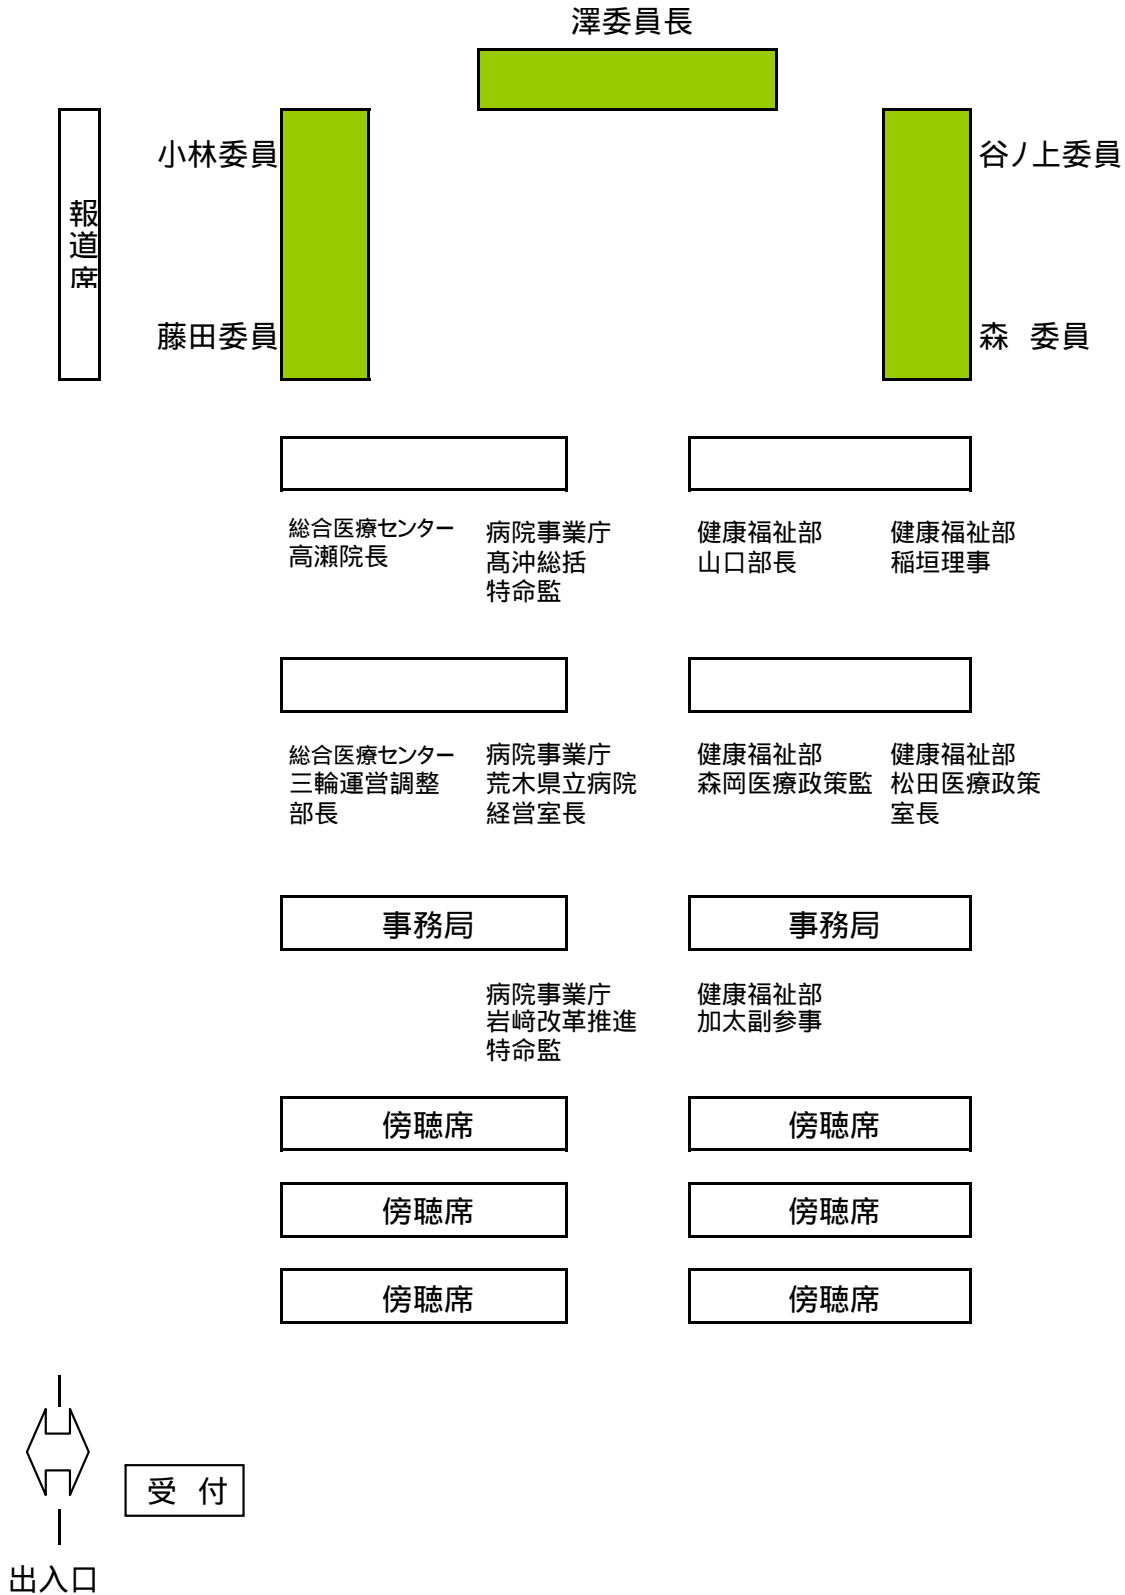 澤委員長
小林委員
谷ノ上委員
報道席
藤田委員
森 委員
総合医療センター
高瀬院長
病院事業庁
髙沖総括
特命監
健康福祉部
山口部長
健康福祉部
稲垣理事
総合医療センター
三輪運営調整
部長
病院事業庁
荒木県立病院
経営室長
健康福祉部
森岡医療政策監
健康福祉部
松田医療政策
室長
事務局
事務局
病院事業庁
岩﨑改革推進
特命監
健康福祉部
加太副参事
傍聴席
傍聴席
傍聴席
傍聴席
傍聴席
傍聴席
受 付
出入口